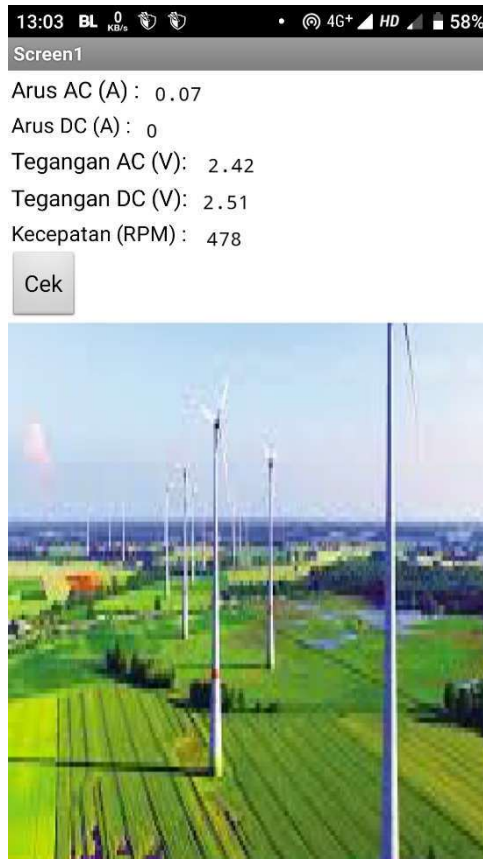 13:03 BL 0 KB/s 4G+ HD 58%
Screen1
Arus AC (A) : 0.07
Arus DC (A) : 0
Tegangan AC (V): 2.42
Tegangan DC (V): 2.51
Kecepatan (RPM) : 478
Cek